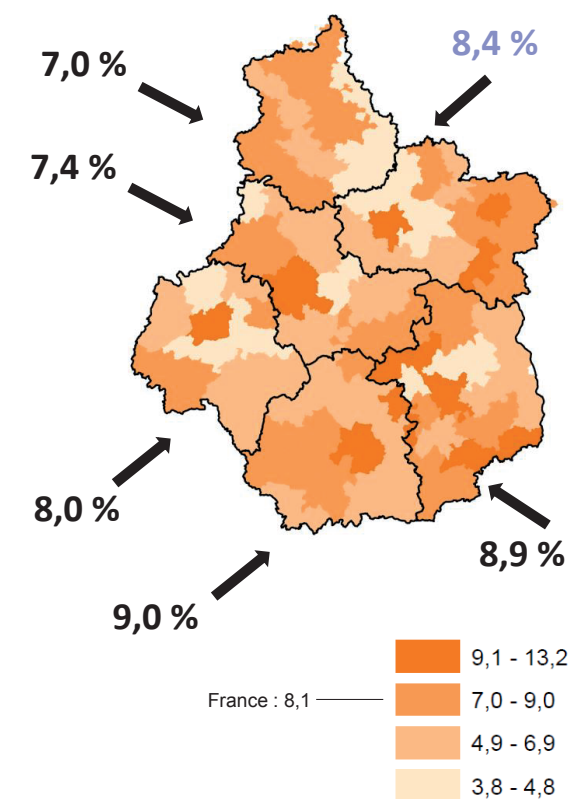 8,4 %
7,0 %
7,4 %
8,0 %
8,9 %
9,0 %
9,1 - 13,2
France : 8,1
7,0 - 9,0
4,9 - 6,9
3,8 - 4,8